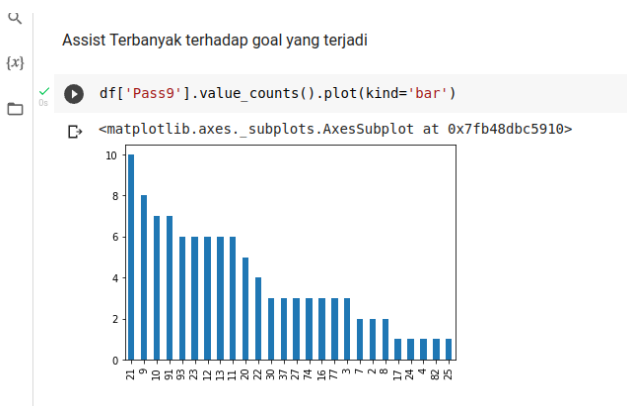 Assist Terbanyak terhadap goal yang terjadi
{x}
0s
df['Pass9'].value_counts().plot(kind='bar')
<matplotlib.axes._subplots.AxesSubplot at 0x7fb48dbc5910>
10
8
6
4
2
0
21 9 10 91 93 23 12 13 11 20 22 30 37 27 74 16 77 3 7 2 8 17 24 4 82 25